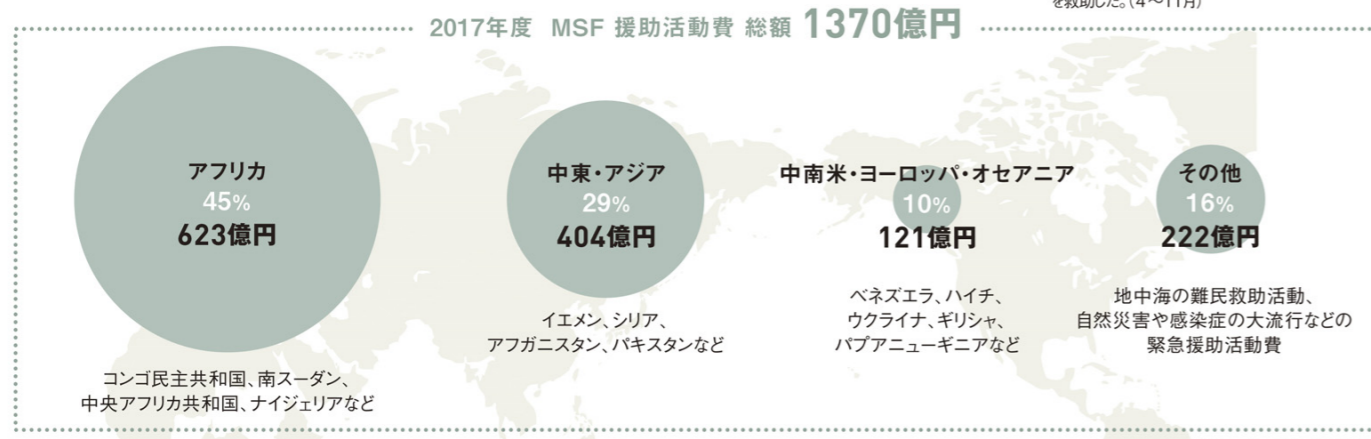 を救助した。（4～11月）
2017年度 MSF 援助活動費 総額 1370億円
アフリカ
45%
623億円
コンゴ民主共和国、南スーダン、
中央アフリカ共和国、ナイジェリアなど
中東・アジア
29%
404億円
イエメン、シリア、
アフガニスタン、パキスタンなど
中南米・ヨーロッパ・オセアニア
10%
121億円
ベネズエラ、ハイチ、
ウクライナ、ギリシャ、
パプアニューギニアなど
その他
16%
222億円
地中海の難民救助活動、
自然災害や感染症の大流行などの
緊急援助活動費